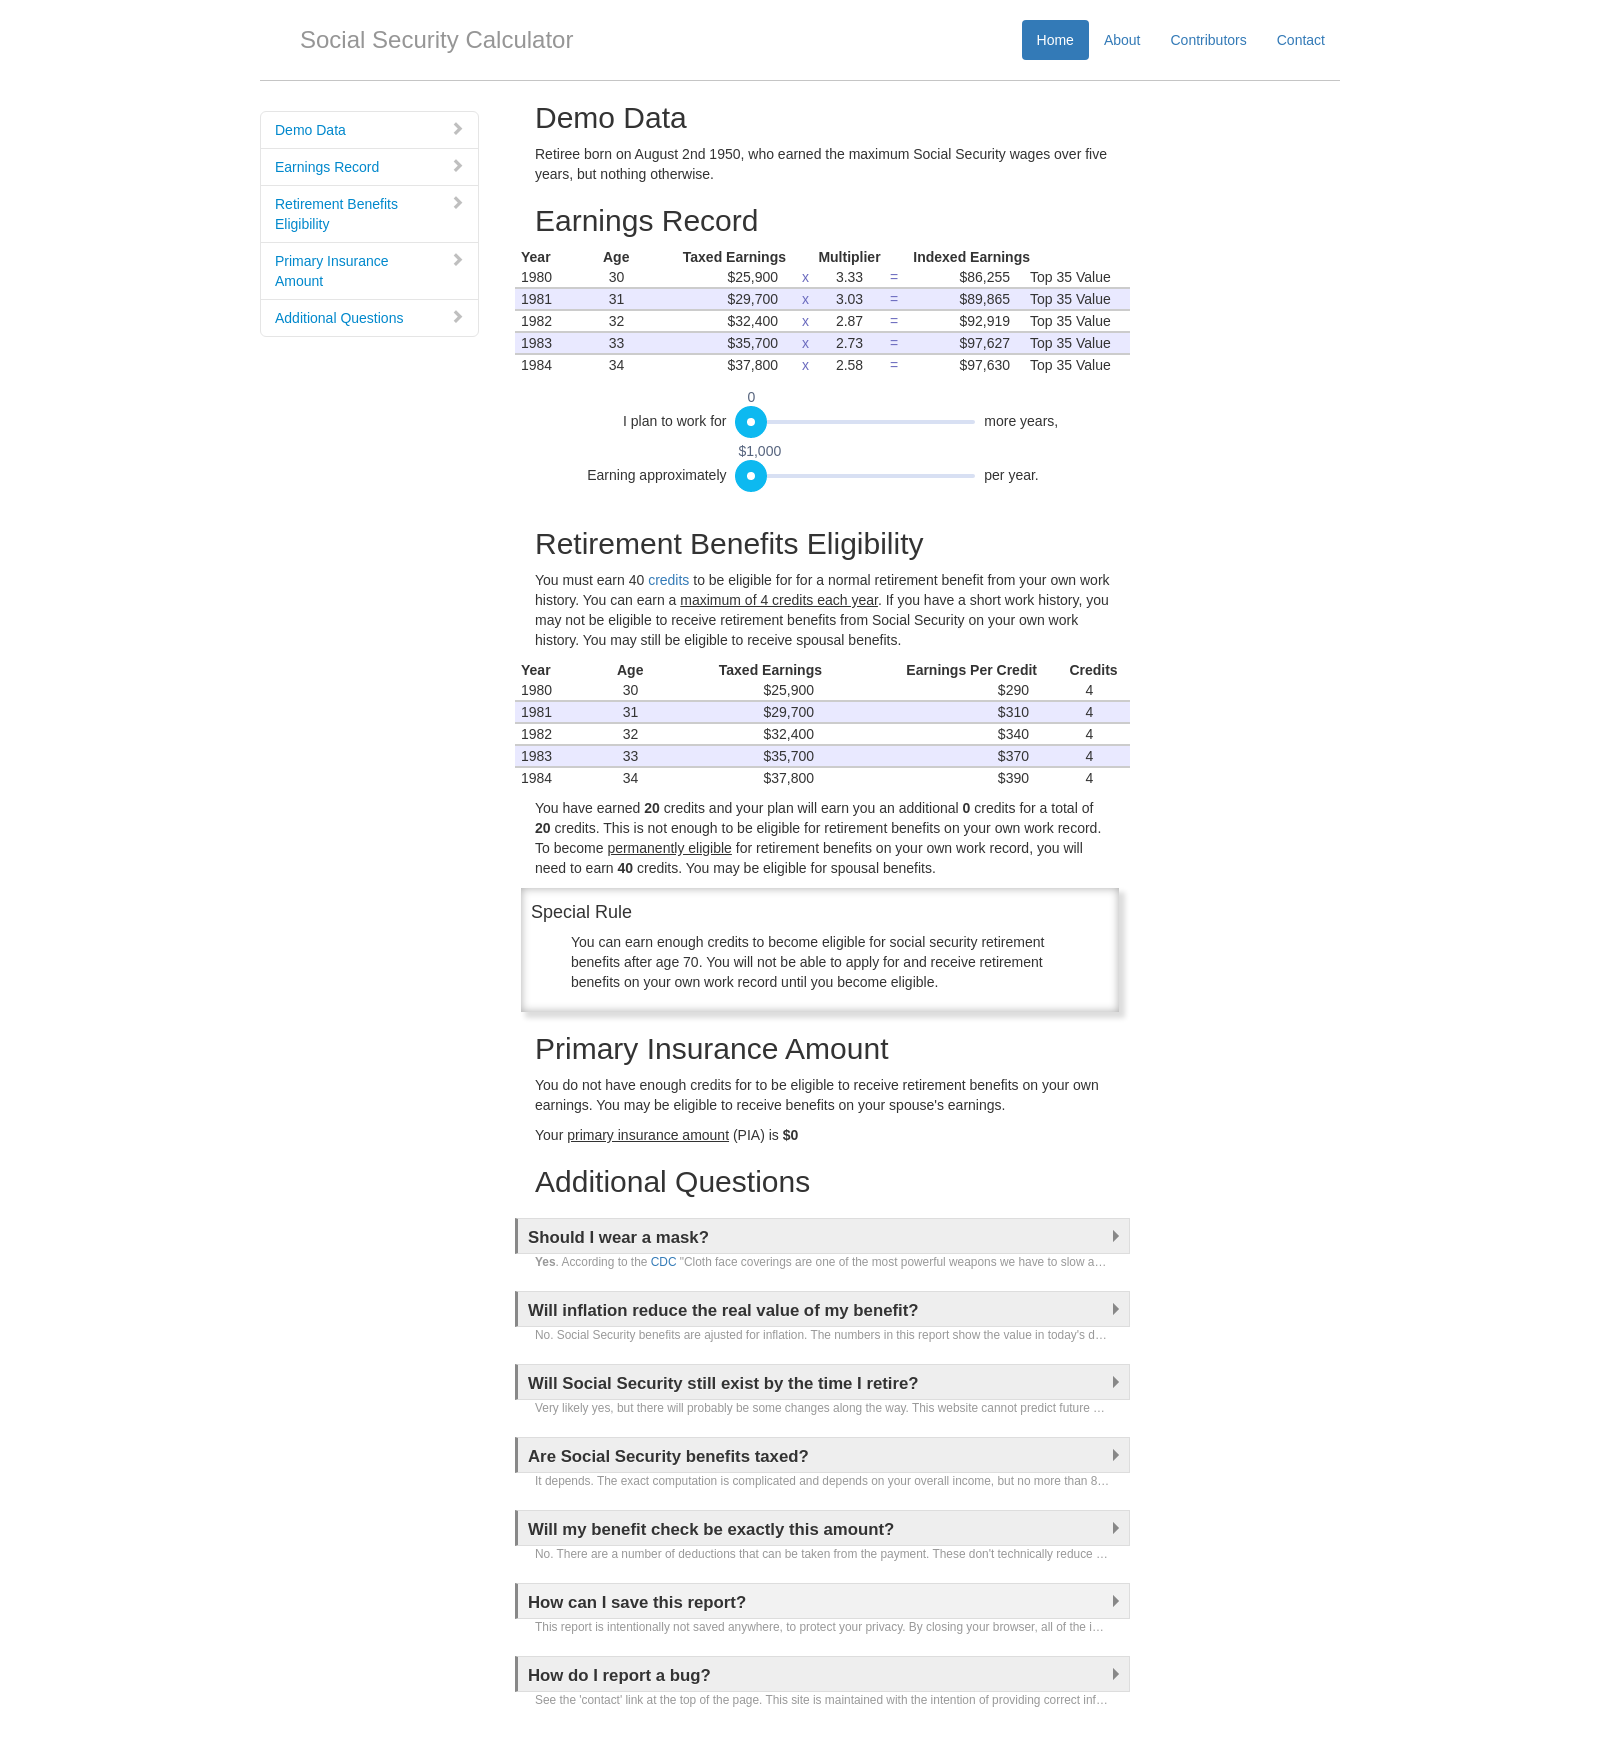 Social Security Calculator
Home About Contributors Contact
Demo Data
Earnings Record
Retirement Benefits
Eligibility
Primary Insurance
Amount
Additional Questions
Demo Data
Retiree born on August 2nd 1950, who earned the maximum Social Security wages over five
years, but nothing otherwise.
Earnings Record
Year Age Taxed Earnings Multiplier Indexed Earnings
1980 30 $25,900 x 3.33 = $86,255 Top 35 Value
1981 31 $29,700 x 3.03 = $89,865 Top 35 Value
1982 32 $32,400 x 2.87 = $92,919 Top 35 Value
1983 33 $35,700 x 2.73 = $97,627 Top 35 Value
1984 34 $37,800 x 2.58 = $97,630 Top 35 Value
0
I plan to work for more years,
$1,000
Earning approximately per year.
Retirement Benefits Eligibility
You must earn 40 credits to be eligible for for a normal retirement benefit from your own work
history. You can earn a maximum of 4 credits each year. If you have a short work history, you
may not be eligible to receive retirement benefits from Social Security on your own work
history. You may still be eligible to receive spousal benefits.
Year Age Taxed Earnings Earnings Per Credit Credits
1980 30 $25,900 $290 4
1981 31 $29,700 $310 4
1982 32 $32,400 $340 4
1983 33 $35,700 $370 4
1984 34 $37,800 $390 4
You have earned 20 credits and your plan will earn you an additional 0 credits for a total of
20 credits. This is not enough to be eligible for retirement benefits on your own work record.
To become permanently eligible for retirement benefits on your own work record, you will
need to earn 40 credits. You may be eligible for spousal benefits.
Special Rule
You can earn enough credits to become eligible for social security retirement
benefits after age 70. You will not be able to apply for and receive retirement
benefits on your own work record until you become eligible.
Primary Insurance Amount
You do not have enough credits for to be eligible to receive retirement benefits on your own
earnings. You may be eligible to receive benefits on your spouse's earnings.
Your primary insurance amount (PIA) is $0
Additional Questions
Should I wear a mask?
Yes. According to the CDC "Cloth face coverings are one of the most powerful weapons we have to slow a…
Will inflation reduce the real value of my benefit?
No. Social Security benefits are ajusted for inflation. The numbers in this report show the value in today's d…
Will Social Security still exist by the time I retire?
Very likely yes, but there will probably be some changes along the way. This website cannot predict future …
Are Social Security benefits taxed?
It depends. The exact computation is complicated and depends on your overall income, but no more than 8…
Will my benefit check be exactly this amount?
No. There are a number of deductions that can be taken from the payment. These don't technically reduce …
How can I save this report?
This report is intentionally not saved anywhere, to protect your privacy. By closing your browser, all of the i…
How do I report a bug?
See the 'contact' link at the top of the page. This site is maintained with the intention of providing correct inf…